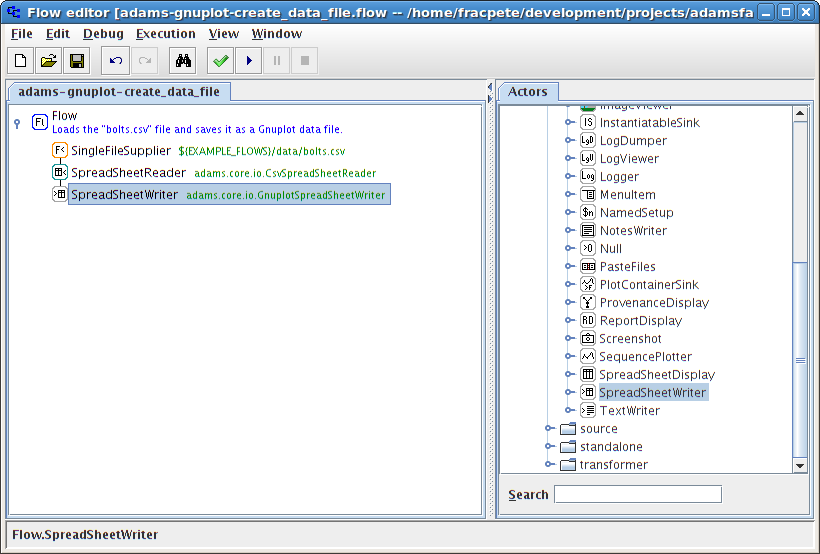 Flow editor [adams-gnuplot-create_data_file.flow -- /home/fracpete/development/projects/adamsfa
File Edit Debug Execution View Window
adams-gnuplot-create_data_file
Flow
Loads the "bolts.csv" file and saves it as a Gnuplot data file.
SingleFileSupplier ${EXAMPLE_FLOWS}/data/bolts.csv
SpreadSheetReader adams.core.io.CsvSpreadSheetReader
SpreadSheetWriter adams.core.io.GnuplotSpreadSheetWriter
Actors
ImageViewer
InstantiatableSink
LogDumper
LogViewer
Logger
MenuItem
NamedSetup
NotesWriter
Null
PasteFiles
PlotContainerSink
ProvenanceDisplay
ReportDisplay
Screenshot
SequencePlotter
SpreadSheetDisplay
SpreadSheetWriter
TextWriter
source
standalone
transformer
Search
Flow.SpreadSheetWriter